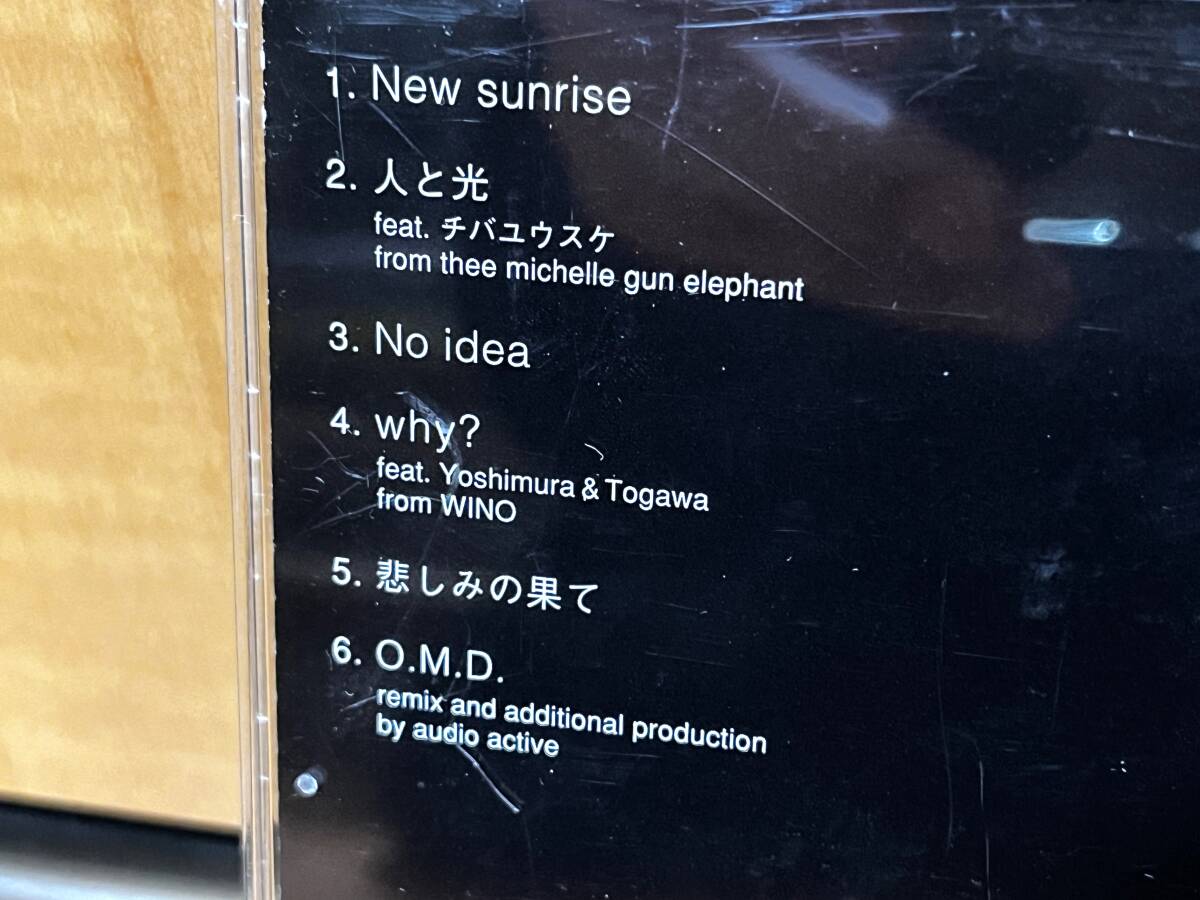 1. New sunrise
2. 人と光
feat. チバユウスケ
from thee michelle gun elephant
3. No idea
4. why?
feat. Yoshimura & Togawa
from WINO
5. 悲しみの果て
6. O.M.D.
remix and additional production
by audio active